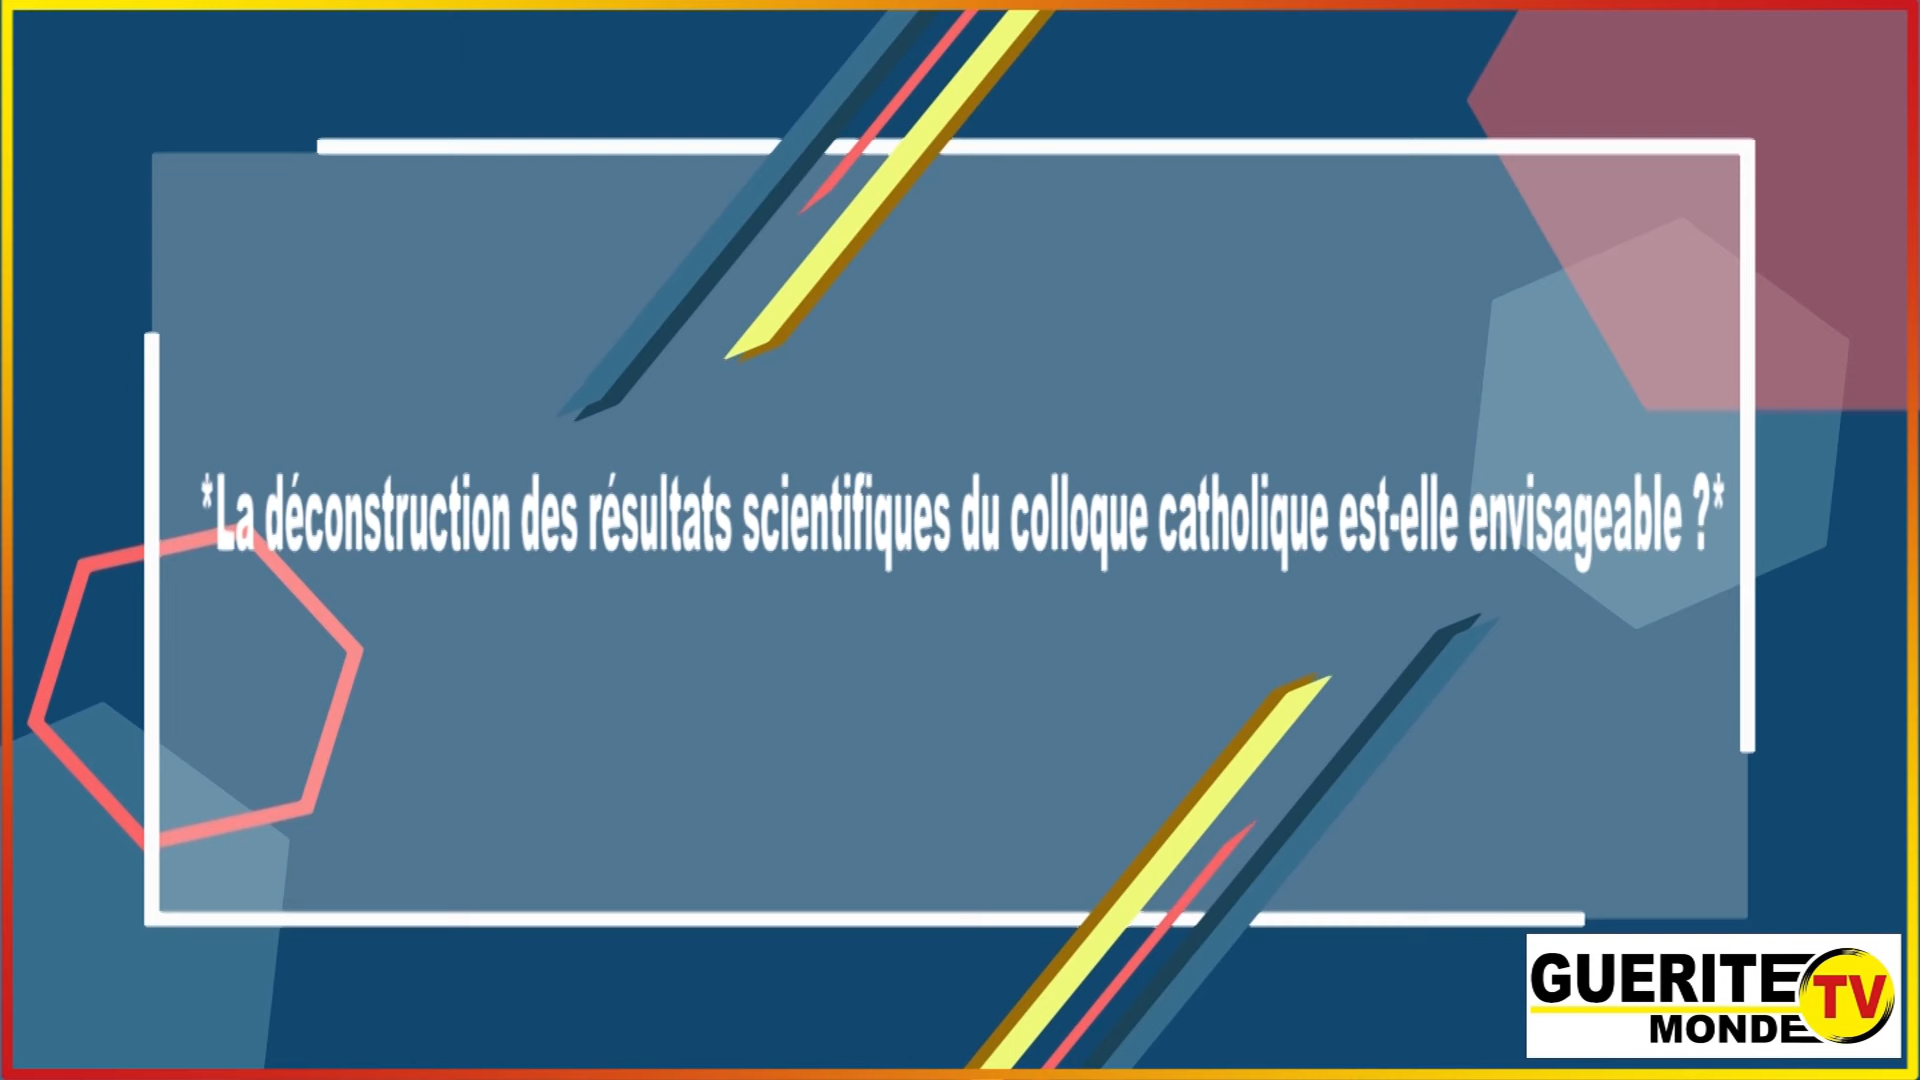 *La déconstruction des résultats scientifiques du colloque catholique est-elle envisageable ?*
GUERITE
TV
MONDE